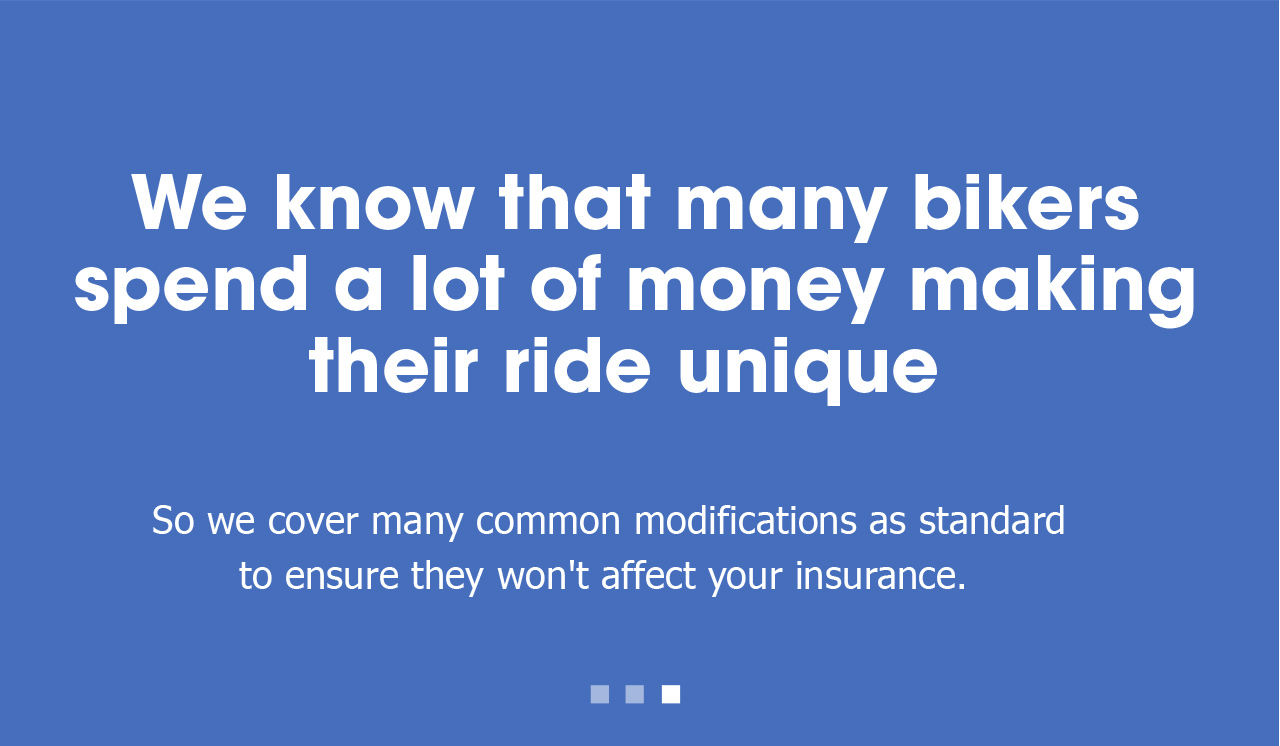 We know that many bikers
spend a lot of money making
their ride unique
So we cover many common modifications as standard
to ensure they won't affect your insurance.